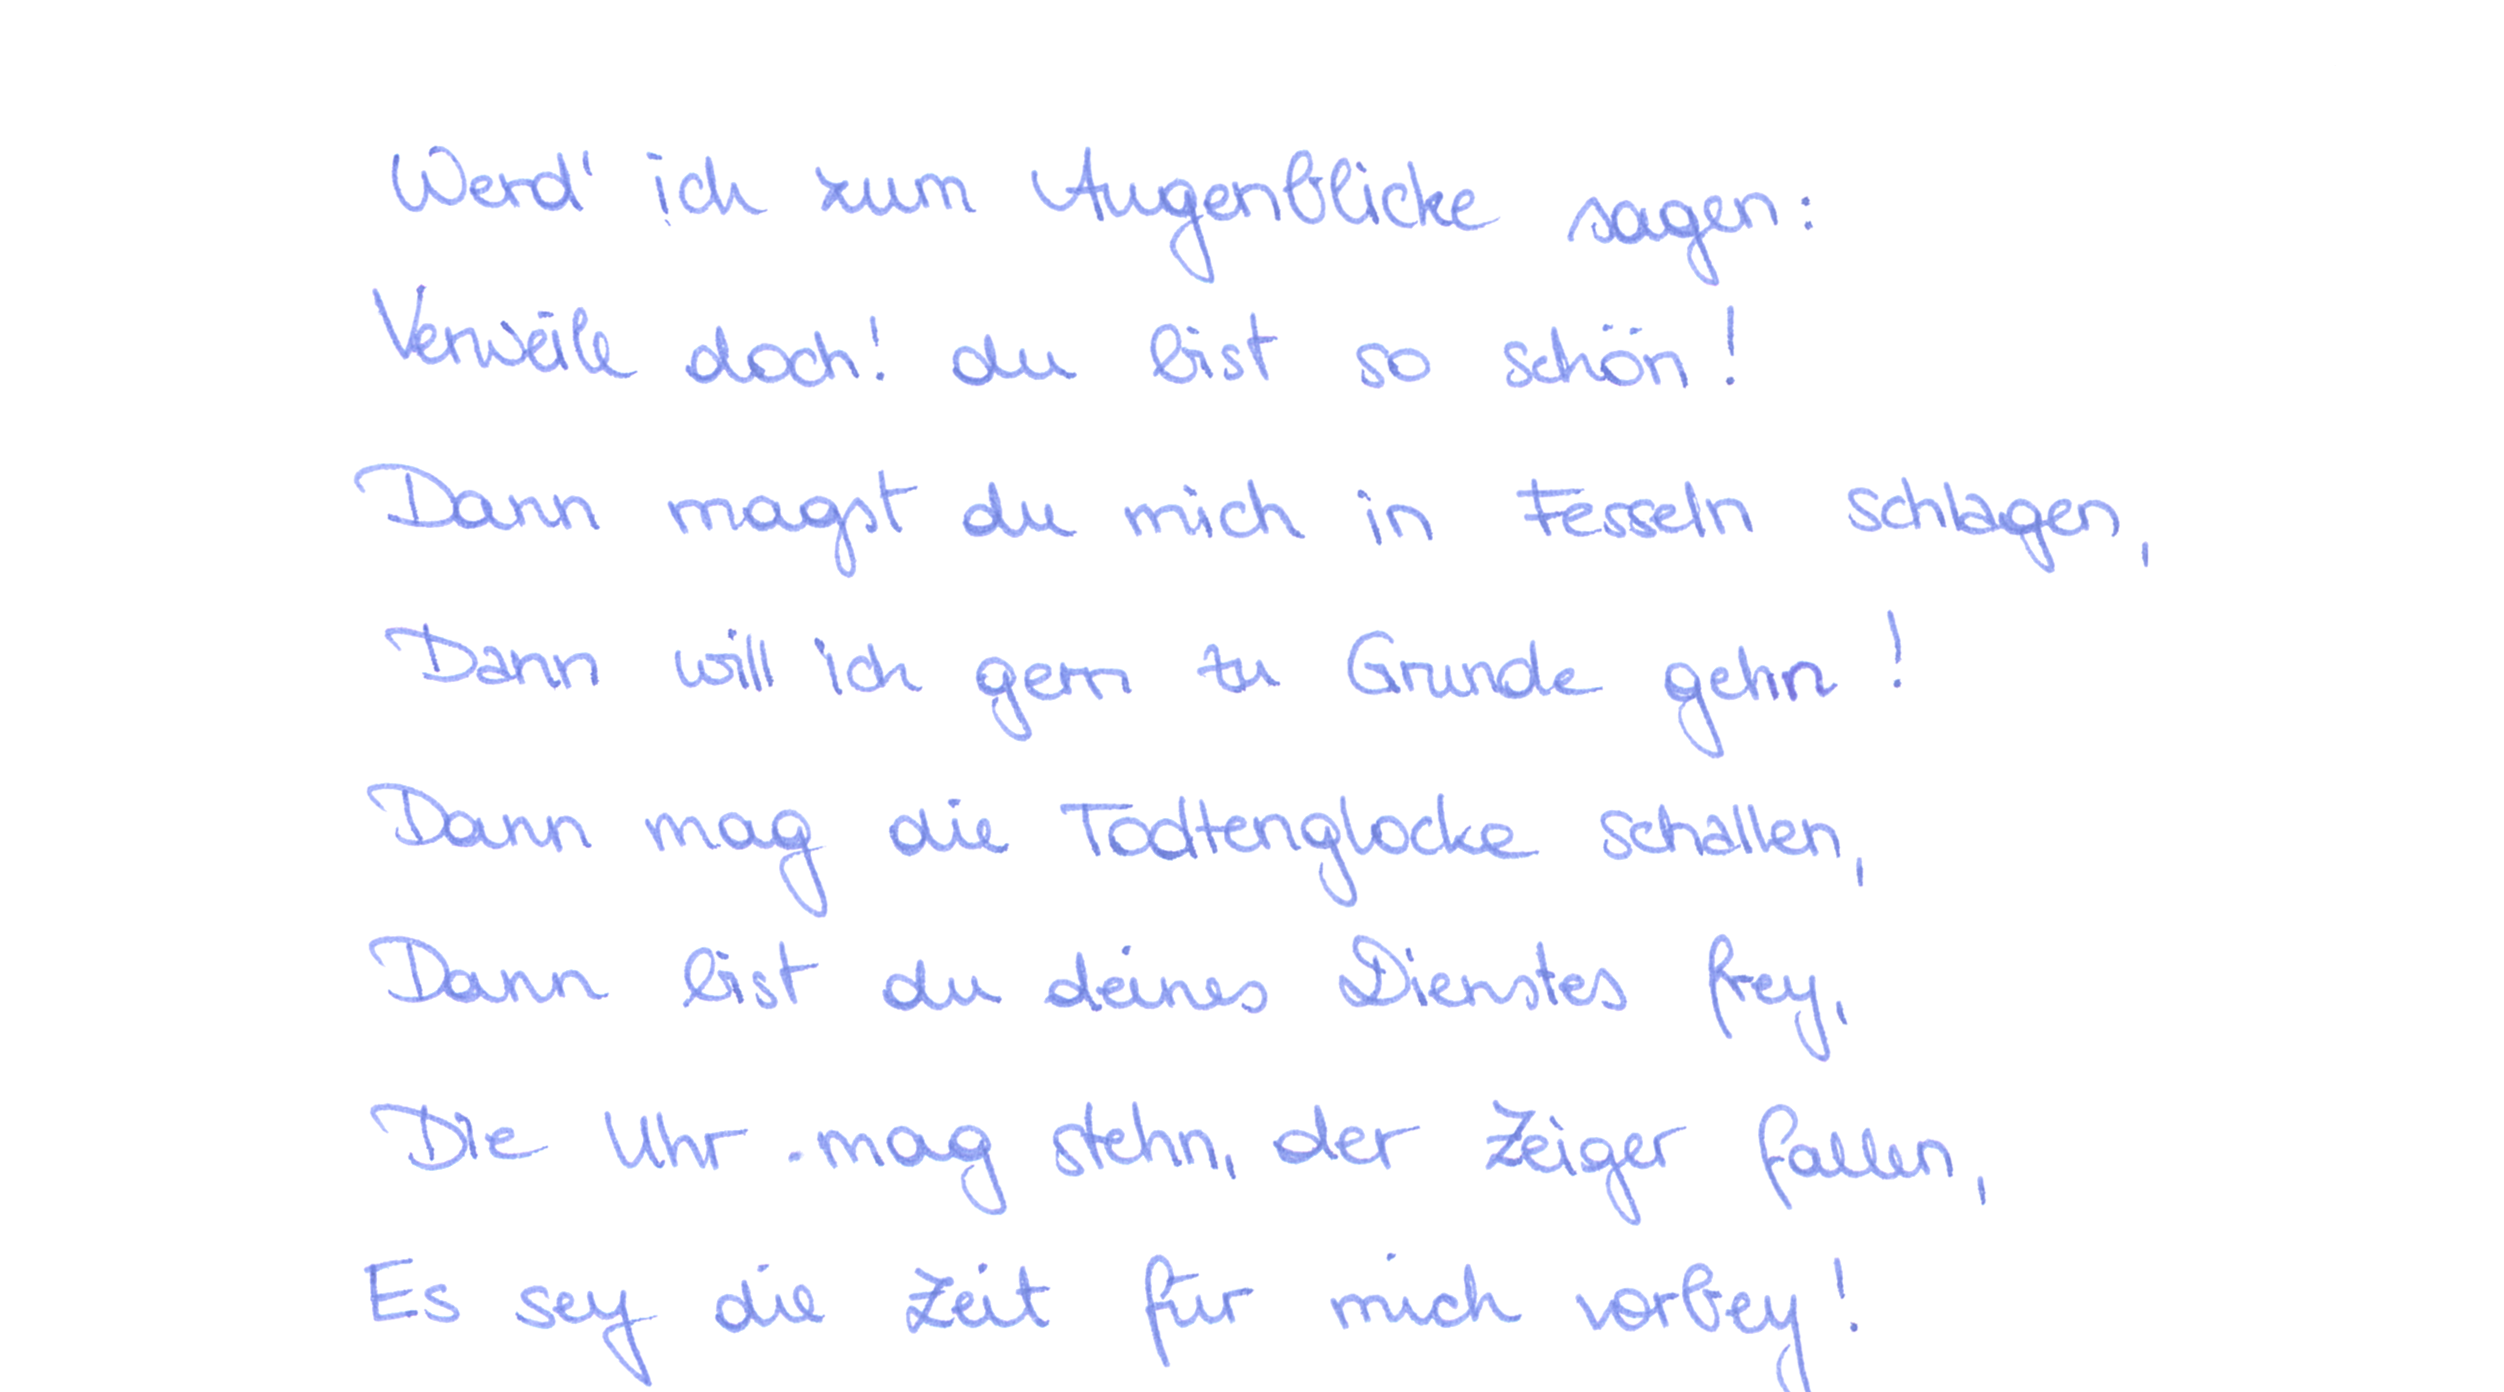 Werd' ich zum Augenblicke sagen:
Verweile doch! du bist so schön!
Dann magst du mich in Fesseln schlagen,
Dann will ich gern zu Grunde gehn!
Dann mag die Todtenglocke schallen,
Dann bist du deines Dienstes frey,
Die Uhr mag stehn, der Zeiger fallen,
Es sey die Zeit fur mich vorbey!